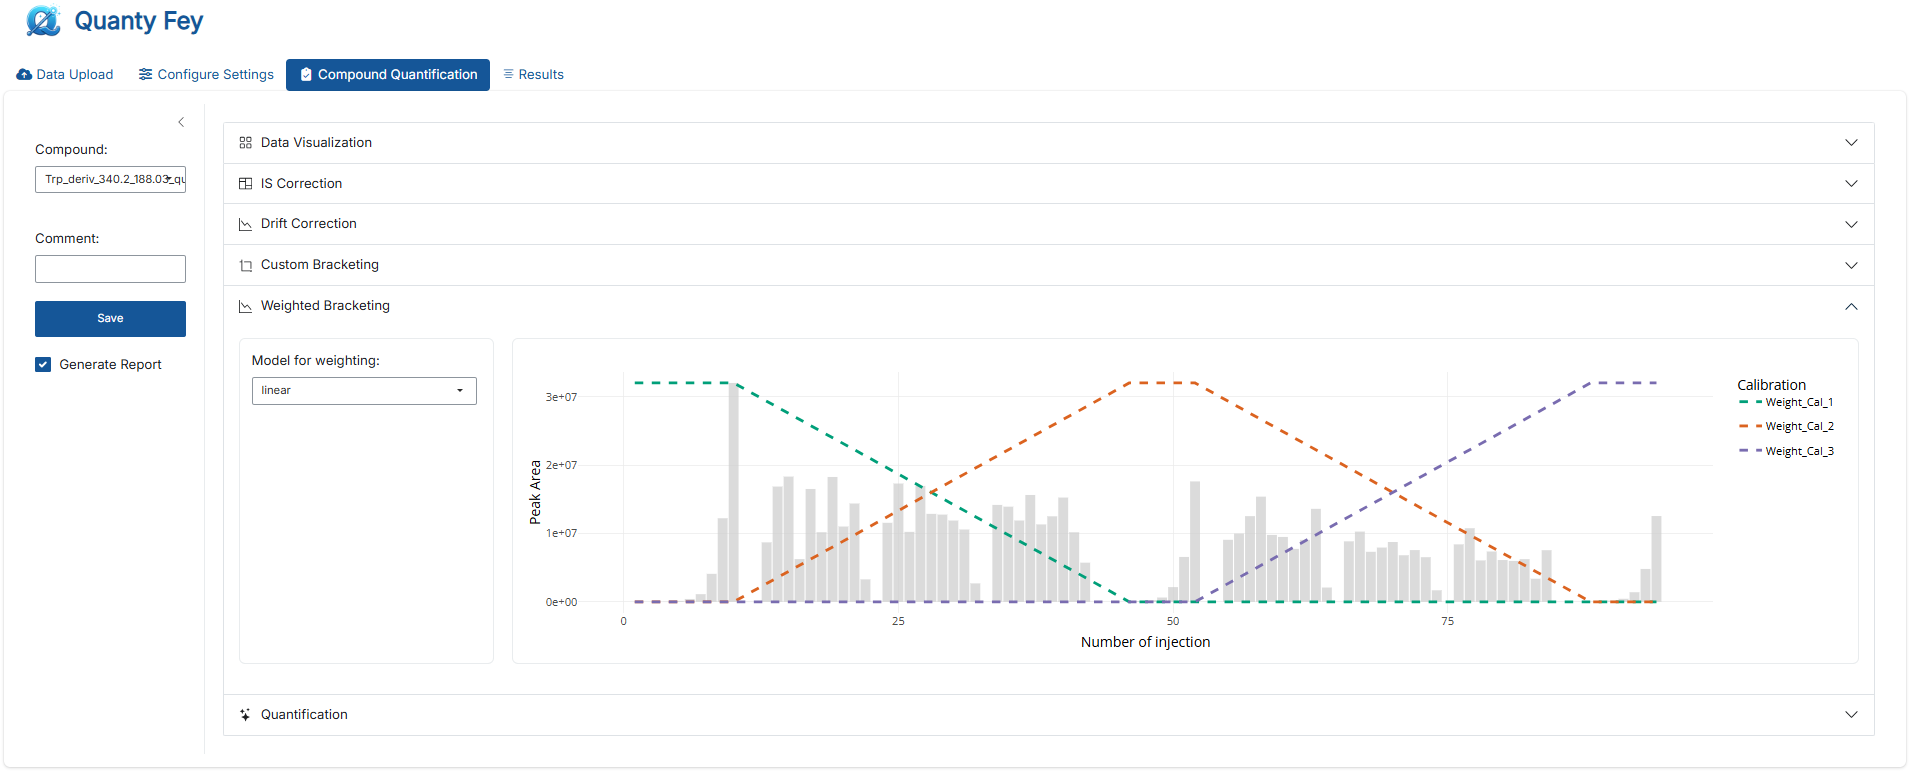 Quanty Fey
Data Upload
Configure Settings
Compound Quantification
Results
Compound:
Trp_deriv_340.2_188.03_qu
Comment:
Save
Generate Report
Data Visualization
IS Correction
Drift Correction
Custom Bracketing
Weighted Bracketing
Model for weighting:
linear
Peak Area
3e+07
2e+07
1e+07
0e+00
0
25
50
75
Number of injection
Calibration
Weight_Cal_1
Weight_Cal_2
Weight_Cal_3
Quantification